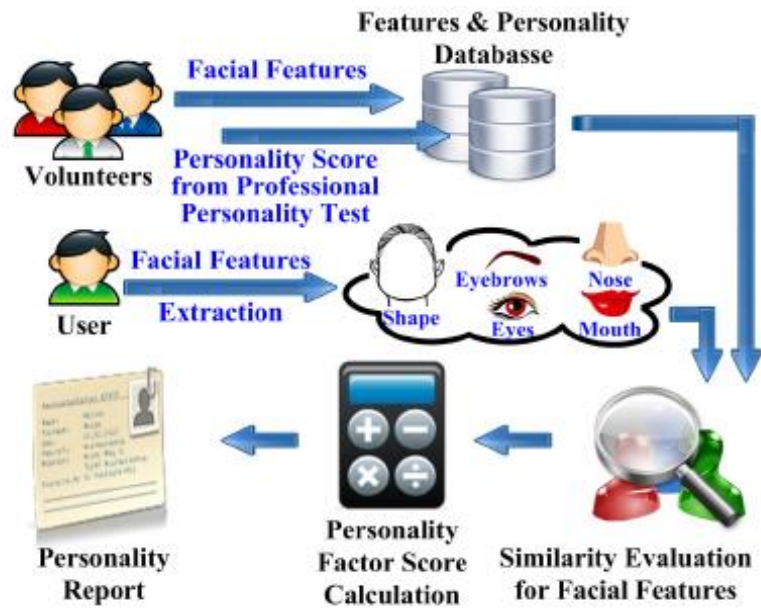 Features & Personality
Databasse
Facial Features
Volunteers
Personality Score
from Professional
Personality Test
Facial Features
Extraction
User
Shape
Eyebrows
Eyes
Nose
Mouth
Personality
Report
Personality
Factor Score
Calculation
Similarity Evaluation
for Facial Features